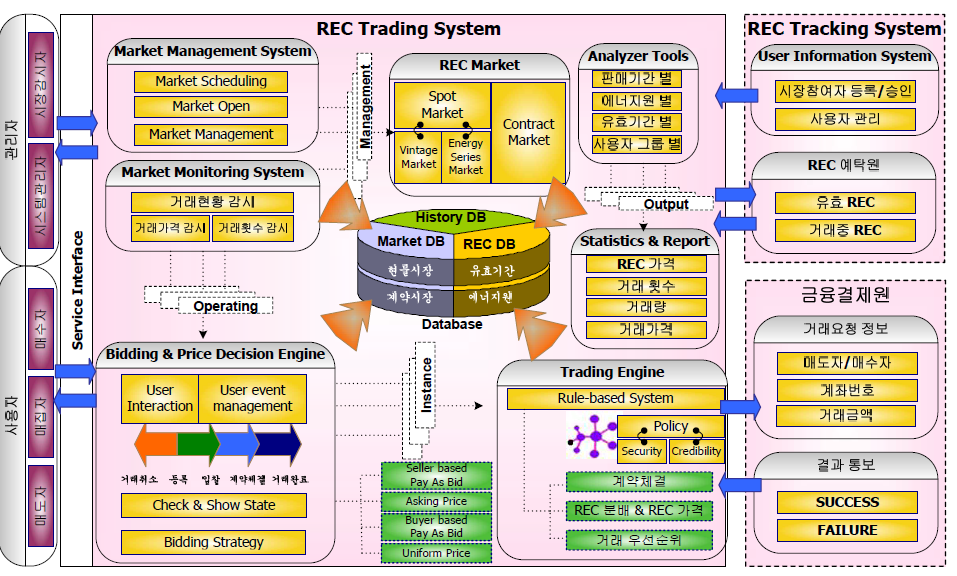 관리자
시장감시자
시스템관리자
사용자
매수자
매집자
매도자
Service Interface
REC Trading System
Market Management System
Market Scheduling
Market Open
Market Management
Management
REC Market
Spot
Market
Vintage
Market
Energy
Series
Market
Contract
Market
Analyzer Tools
판매기간 별
에너지원 별
유효기간 별
사용자 그룹 별
Output
Market Monitoring System
거래현황 감시
거래가격 감시
거래횟수 감시
Operating
History DB
Market DB
REC DB
현물시장
유효기간
계약시장
에너지원
Database
Statistics & Report
REC 가격
거래 횟수
거래량
거래가격
Bidding & Price Decision Engine
User
Interaction
User event
management
거래취소
등록
입찰
계약체결
거래완료
Check & Show State
Bidding Strategy
Instance
Seller based
Pay As Bid
Asking Price
Buyer based
Pay As Bid
Uniform Price
Trading Engine
Rule-based System
Policy
Security
Credibility
계약체결
REC 분배 & REC 가격
거래 우선순위
REC Tracking System
User Information System
시장참여자 등록/승인
사용자 관리
REC 예탁원
유효 REC
거래중 REC
금융결제원
거래요청 정보
매도자/매수자
계좌번호
거래금액
결과 통보
SUCCESS
FAILURE